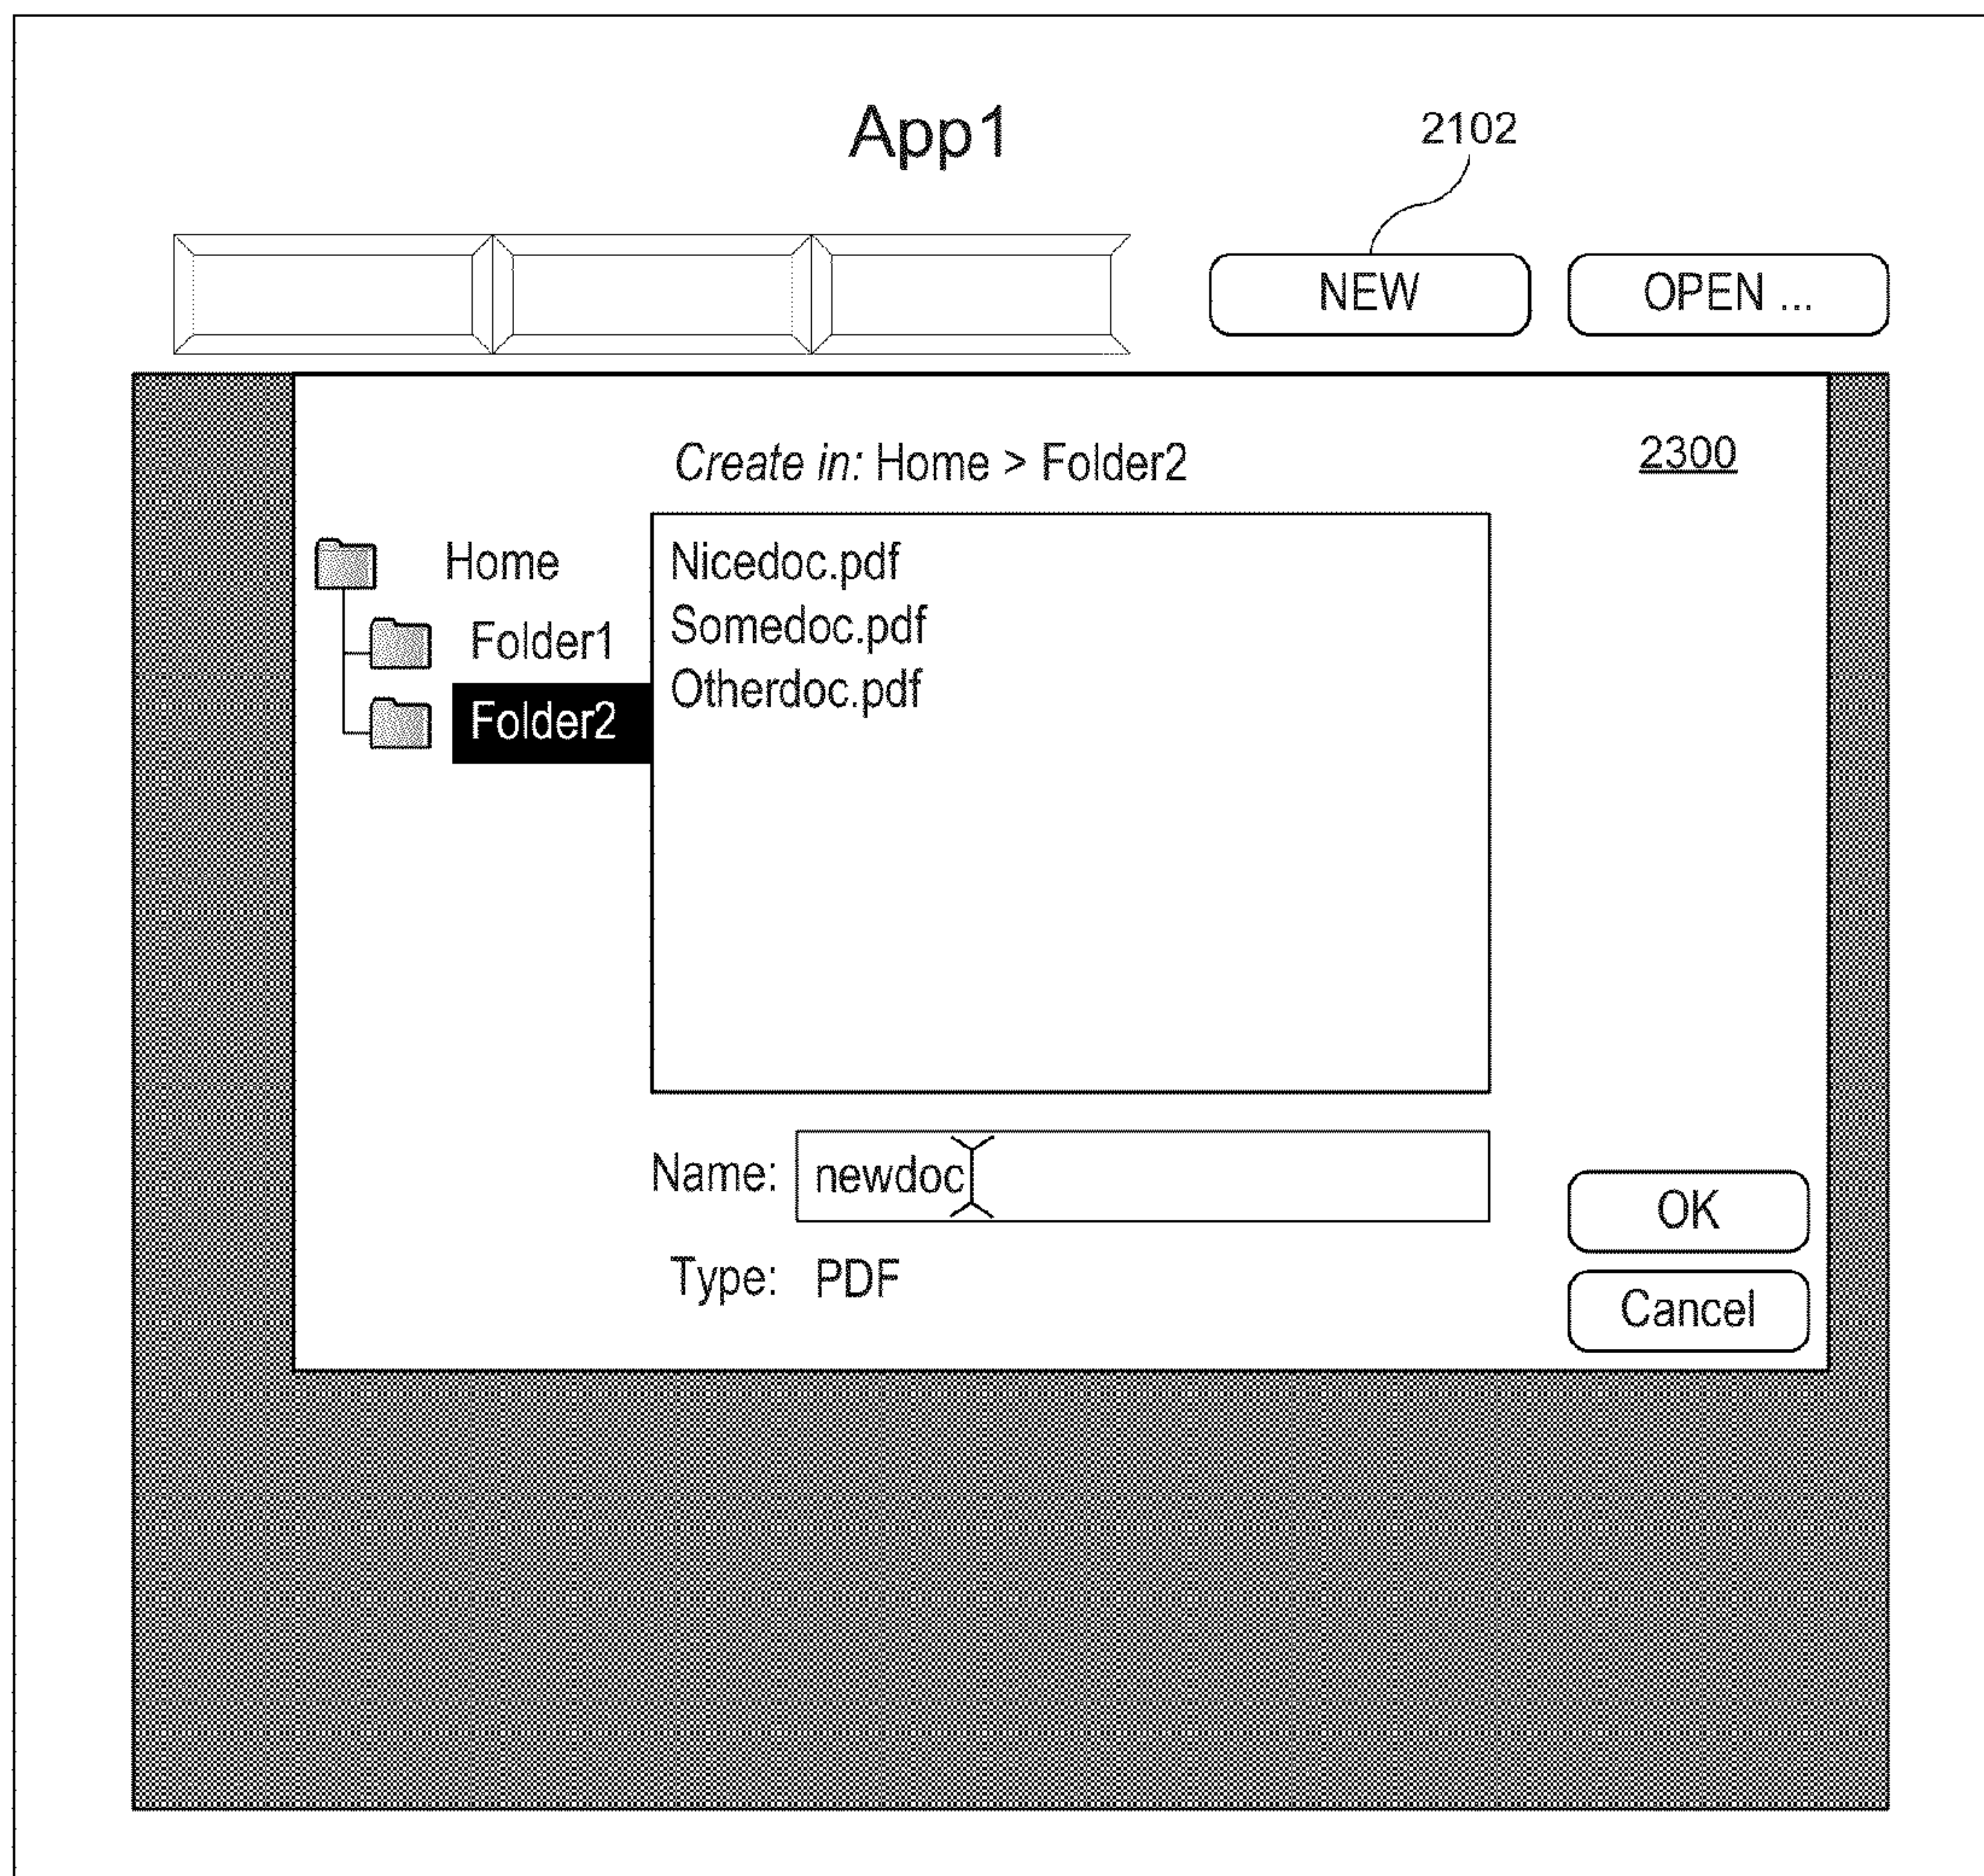 App1
2102
NEW
OPEN ...
Create in: Home > Folder2
2300
Home
Folder1
Folder2
Nicedoc.pdf
Somedoc.pdf
Otherdoc.pdf
Name: newdoc
Type: PDF
OK
Cancel